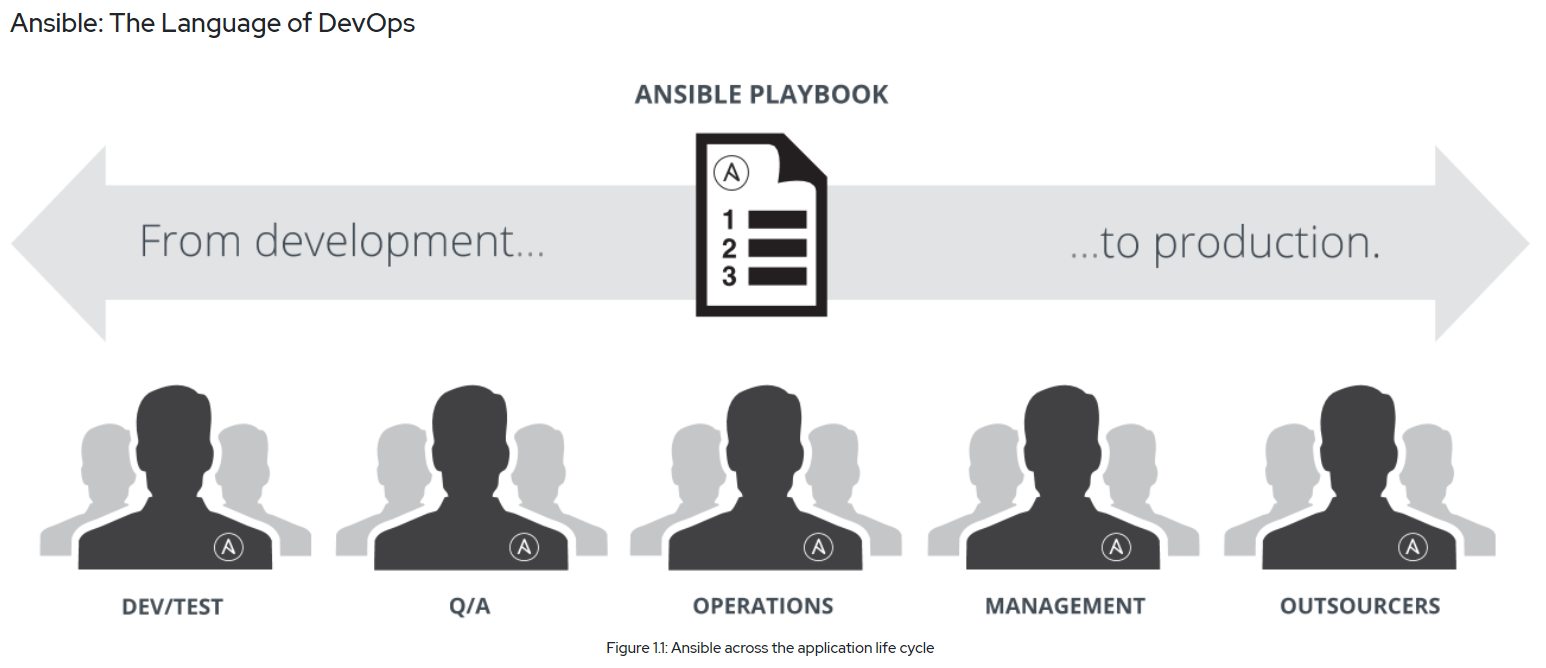 Ansible: The Language of DevOps
ANSIBLE PLAYBOOK
From development...
1
2
3
...to production.
DEV/TEST
Q/A
OPERATIONS
MANAGEMENT
OUTSOURCERS
Figure 1.1: Ansible across the application life cycle